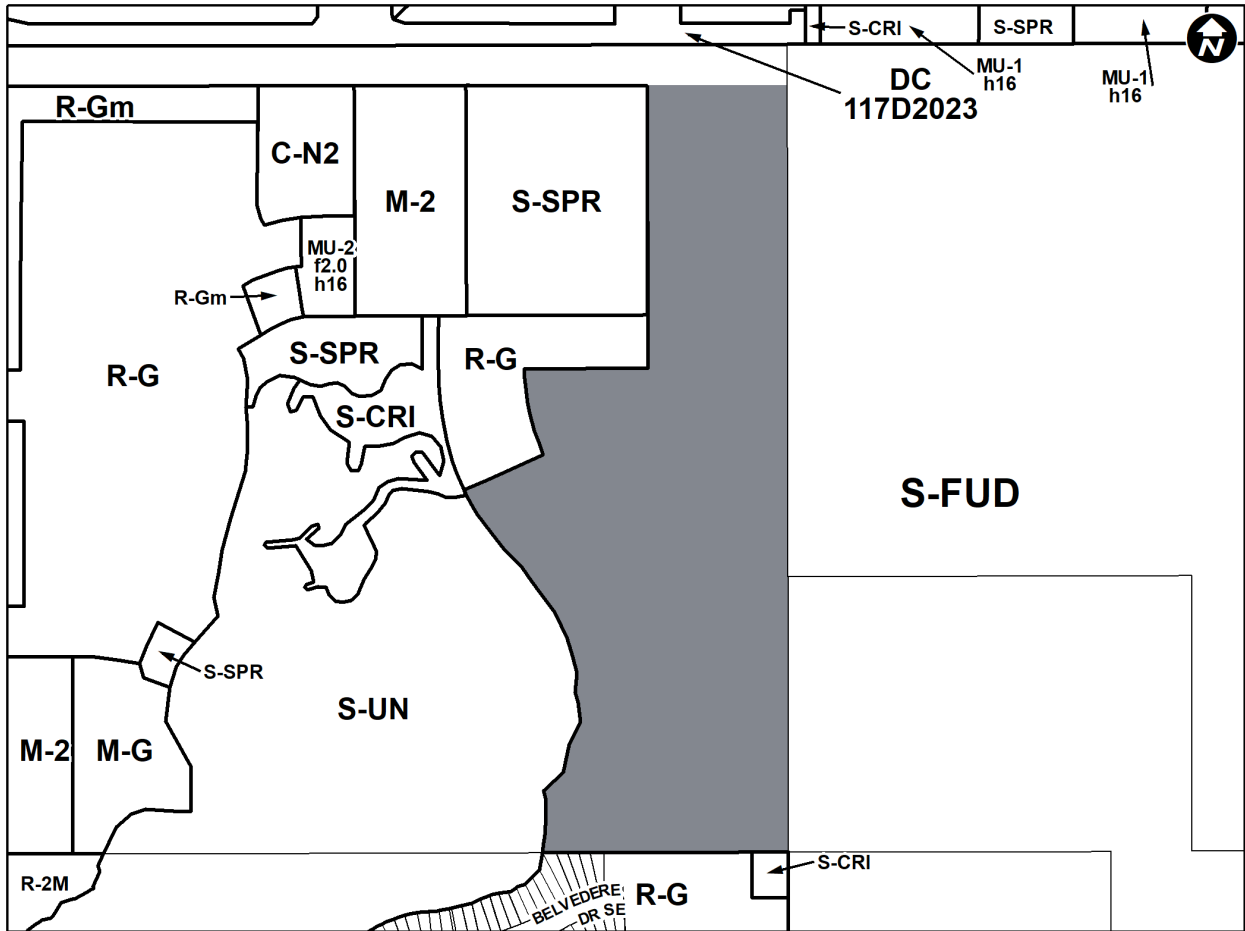 S-CRI
S-SPR
MU-1
h16
MU-1
h16
N
DC
117D2023
R-Gm
C-N2
M-2
S-SPR
MU-2
f2.0
h16
R-Gm
S-SPR
R-G
R-G
S-CRI
S-FUD
S-SPR
S-UN
M-2
M-G
S-CRI
R-2M
R-G
BELVEDERE
DR SE